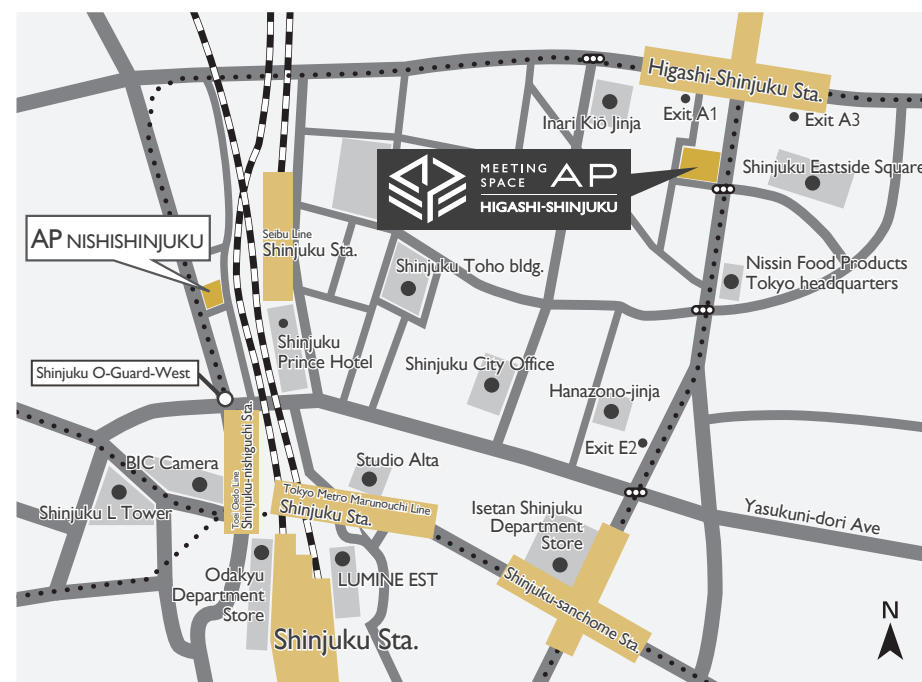 Higashi-Shinjuku Sta.
Exit A1
Exit A3
Inari Kiō Jinja
MEETING
SPACE
AP
HIGASHI-SHINJUKU
Shinjuku Eastside Square
AP NISHISHINJUKU
Seibu Line
Shinjuku Sta.
Shinjuku Toho bldg.
Nissin Food Products
Tokyo headquarters
Shinjuku
Prince Hotel
Shinjuku O-Guard-West
Shinjuku City Office
Hanazono-jinja
Exit E2
Toei Oedo Line
Shinjuku-nishiguchi Sta.
BIC Camera
Studio Alta
Shinjuku L Tower
Tokyo Metro Marunouchi Line
Shinjuku Sta.
Isetan Shinjuku
Department
Store
Yasukuni-dori Ave
Odakyu
Department
Store
LUMINE EST
Shinjuku-sanchome Sta.
Shinjuku Sta.
N